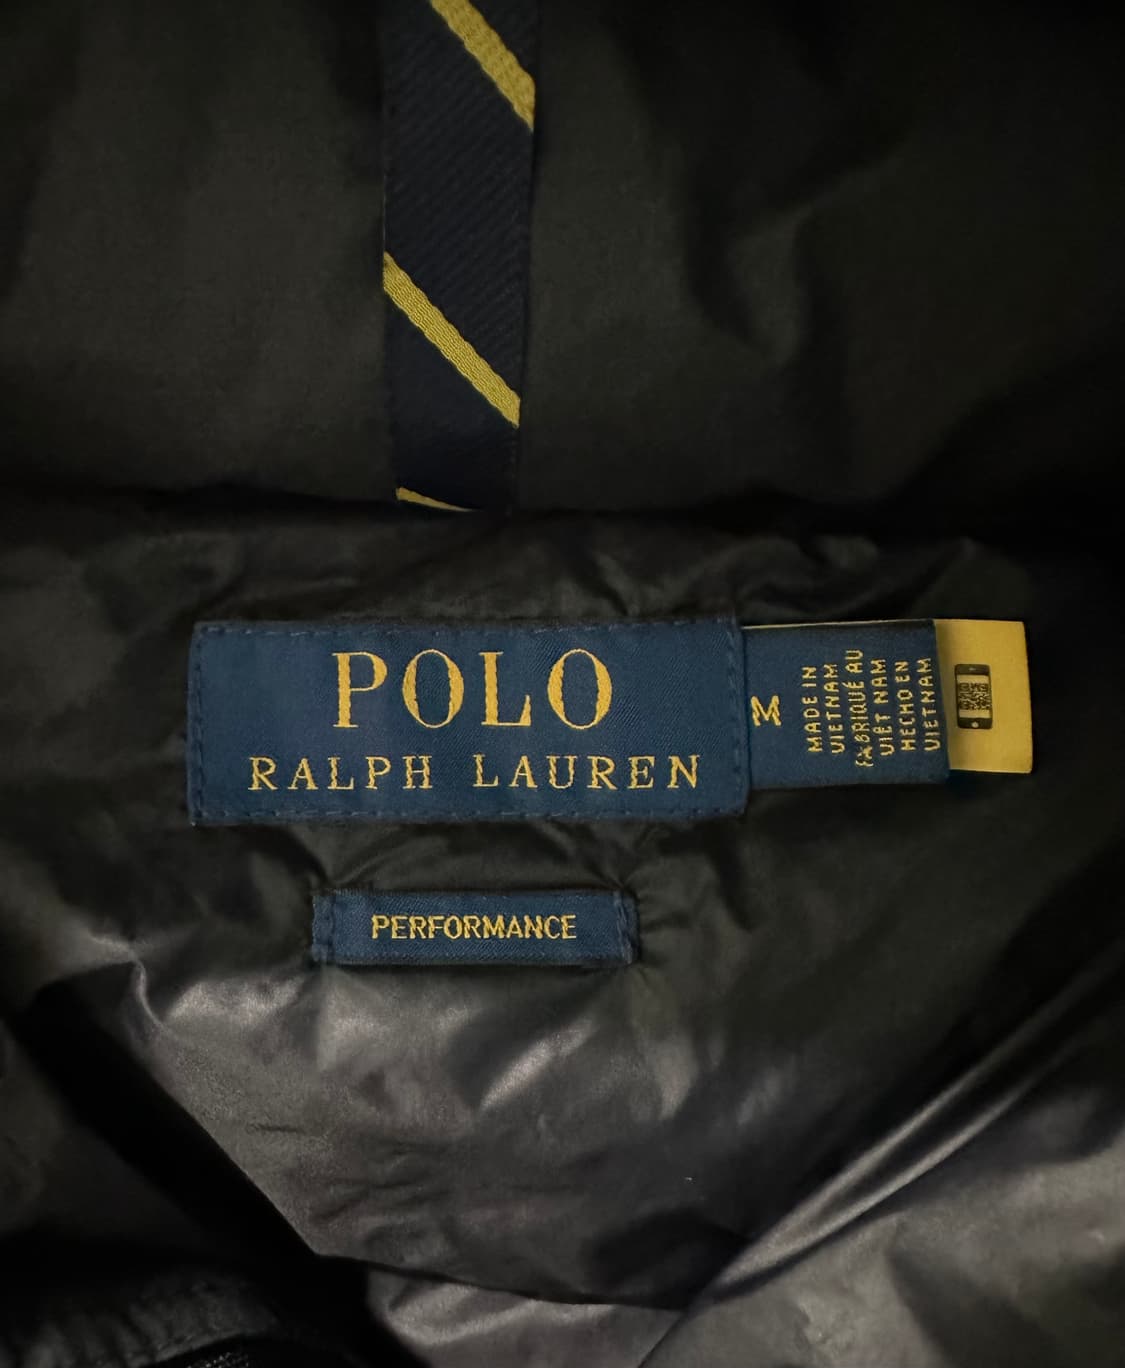 POLO
RALPH LAUREN
M
MADE IN
VIETNAM
FABRIQUÉ AU
VIÊT NAM
HECHO EN
VIETNAM
PERFORMANCE